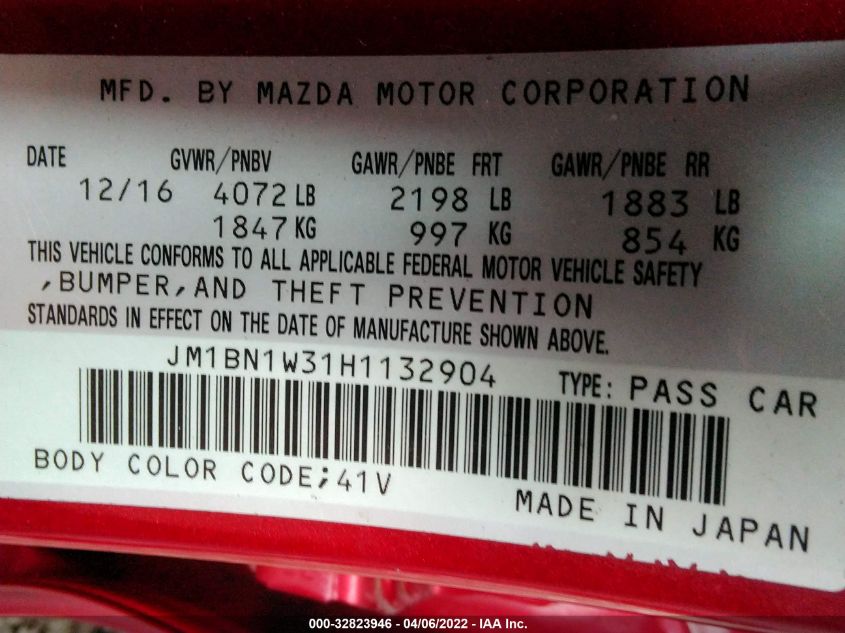 MFD. BY MAZDA MOTOR CORPORATION
DATE GVWR/PNBV GAWR/PNBE FRT GAWR/PNBE RR
12/16 4072 LB 2198 LB 1883 LB
1847 KG 997 KG 854 KG
THIS VEHICLE CONFORMS TO ALL APPLICABLE FEDERAL MOTOR VEHICLE SAFETY
,BUMPER,AND THEFT PREVENTION
STANDARDS IN EFFECT ON THE DATE OF MANUFACTURE SHOWN ABOVE.
JM1BN1W31H1132904 TYPE: PASS CAR
BODY COLOR CODE;41V
MADE IN JAPAN
000-32823946 - 04/06/2022 - IAA Inc.